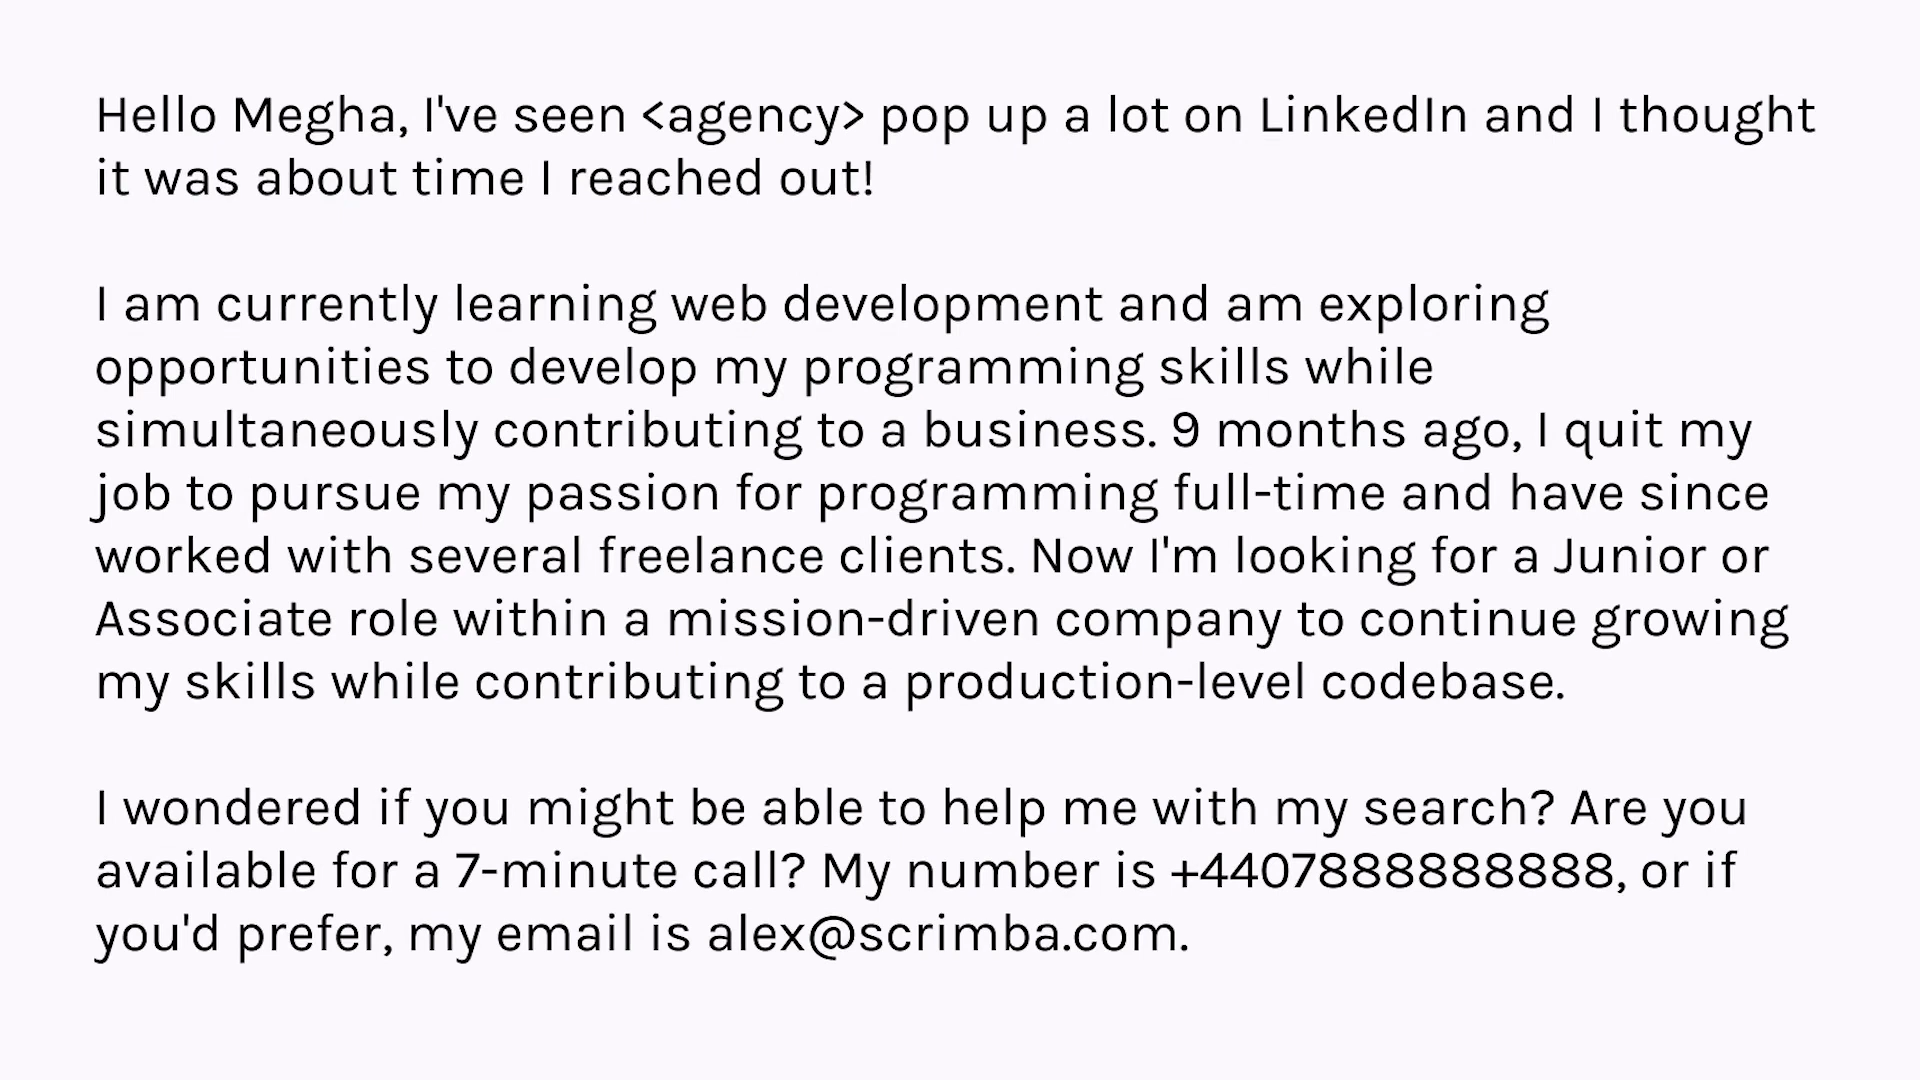 Hello Megha, I've seen <agency> pop up a lot on LinkedIn and I thought
it was about time I reached out!
I am currently learning web development and am exploring
opportunities to develop my programming skills while
simultaneously contributing to a business. 9 months ago, I quit my
job to pursue my passion for programming full-time and have since
worked with several freelance clients. Now I'm looking for a Junior or
Associate role within a mission-driven company to continue growing
my skills while contributing to a production-level codebase.
I wondered if you might be able to help me with my search? Are you
available for a 7-minute call? My number is +4407888888888, or if
you'd prefer, my email is alex@scrimba.com.